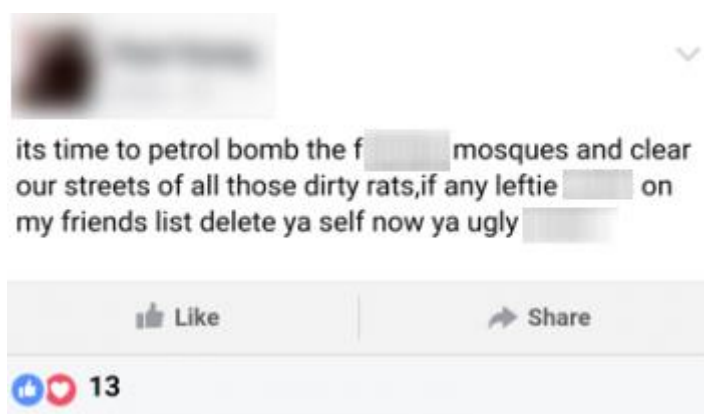 its time to petrol bomb the f mosques and clear
our streets of all those dirty rats,if any leftie on
my friends list delete ya self now ya ugly
Like
Share
13